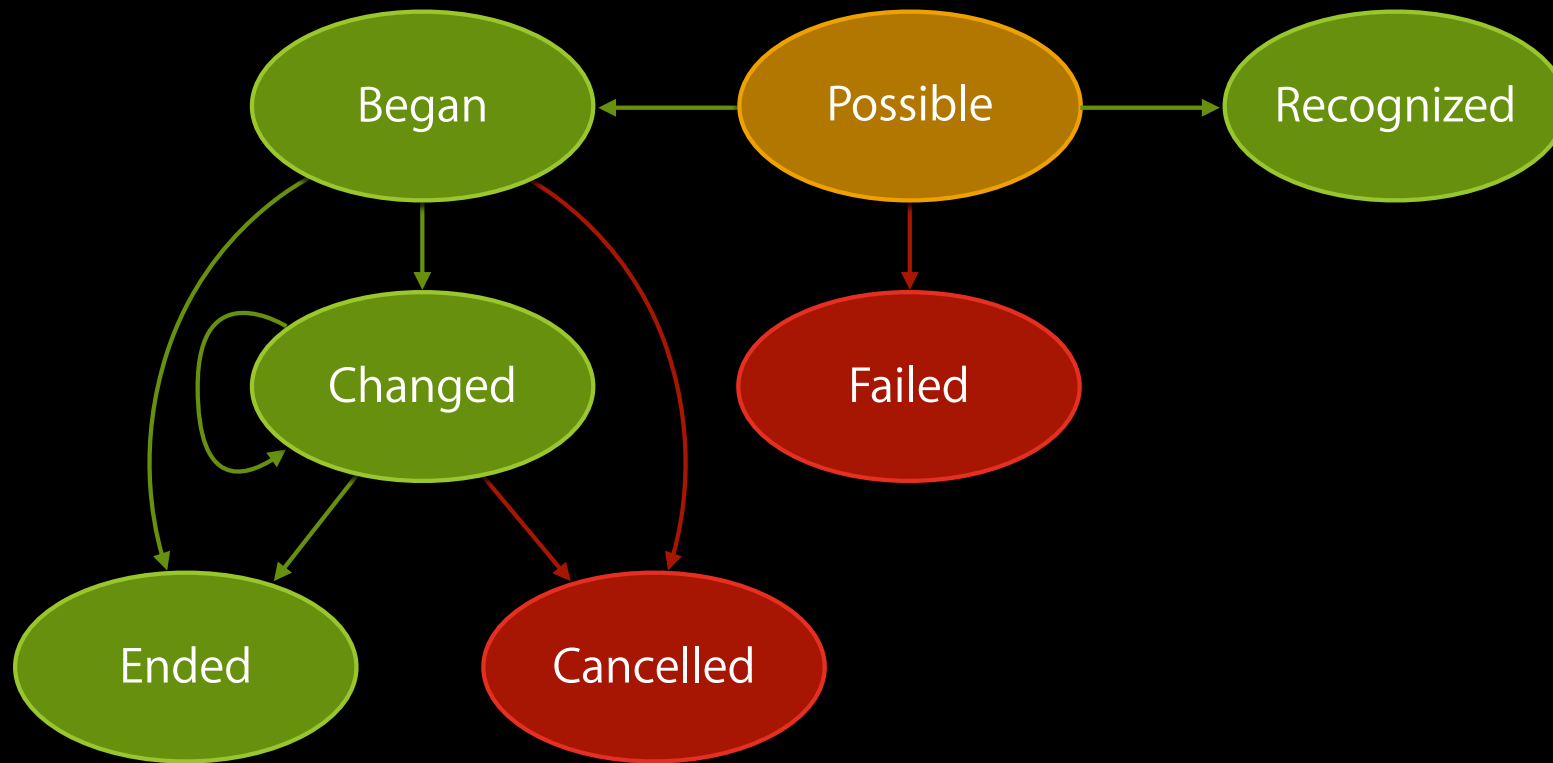 Began
Possible
Recognized
Changed
Failed
Ended
Cancelled